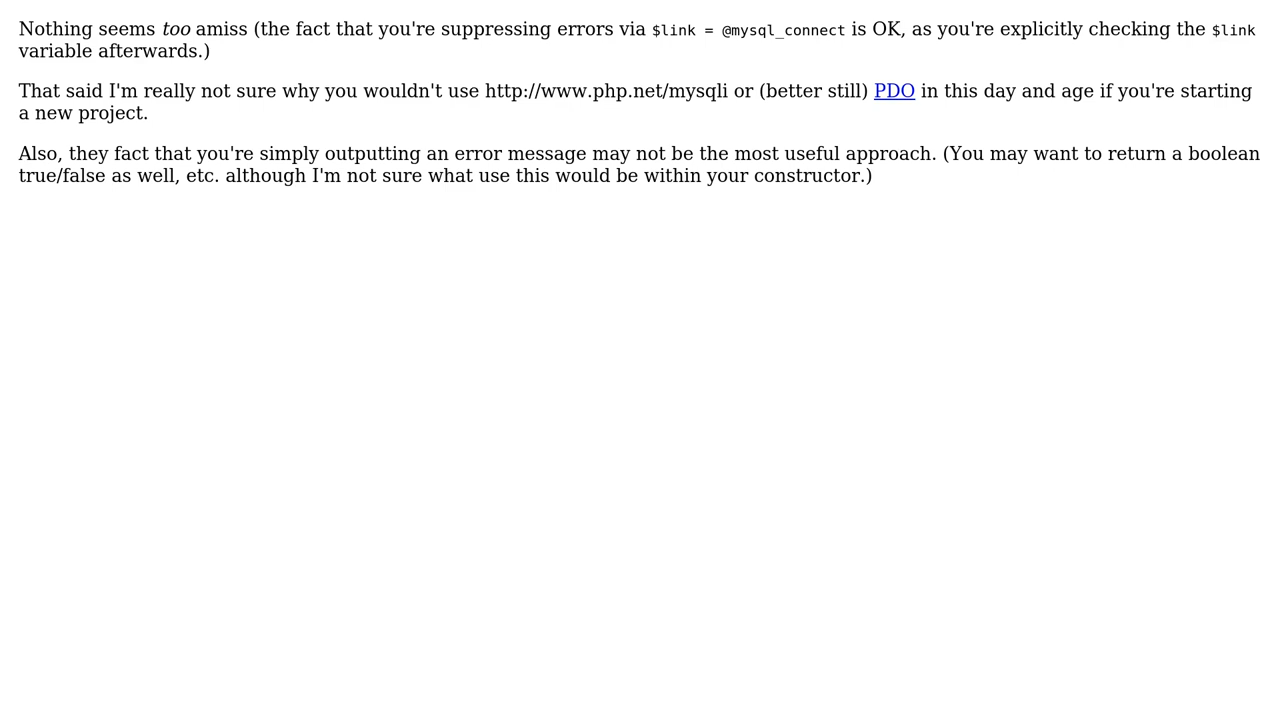 Nothing seems too amiss (the fact that you're suppressing errors via $link = @mysql_connect is OK, as you're explicitly checking the $link
variable afterwards.)
That said I'm really not sure why you wouldn't use http://www.php.net/mysqli or (better still) PDO in this day and age if you're starting
a new project.
Also, they fact that you're simply outputting an error message may not be the most useful approach. (You may want to return a boolean
true/false as well, etc. although I'm not sure what use this would be within your constructor.)